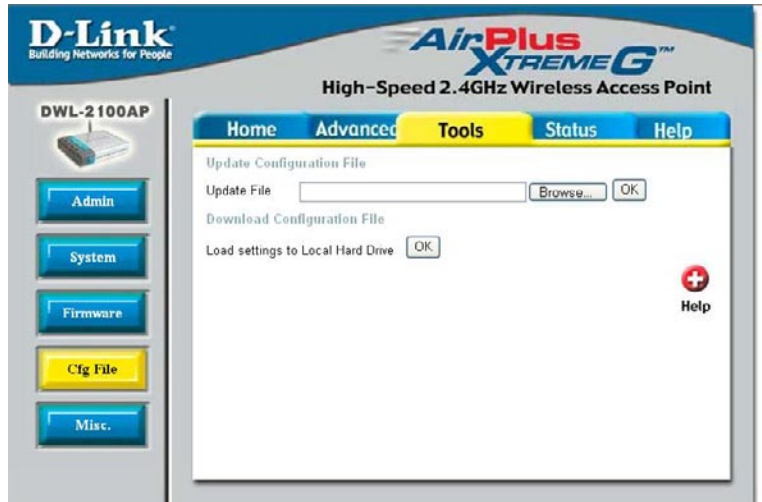 D-Link
Building Networks for People
AirPlus
XTREME G™
High-Speed 2.4GHz Wireless Access Point
DWL-2100AP
Home Advanced Tools Status Help
Update Configuration File
Update File Browse... OK
Download Configuration File
Load settings to Local Hard Drive OK
Help
Admin
System
Firmware
Cfg File
Misc.